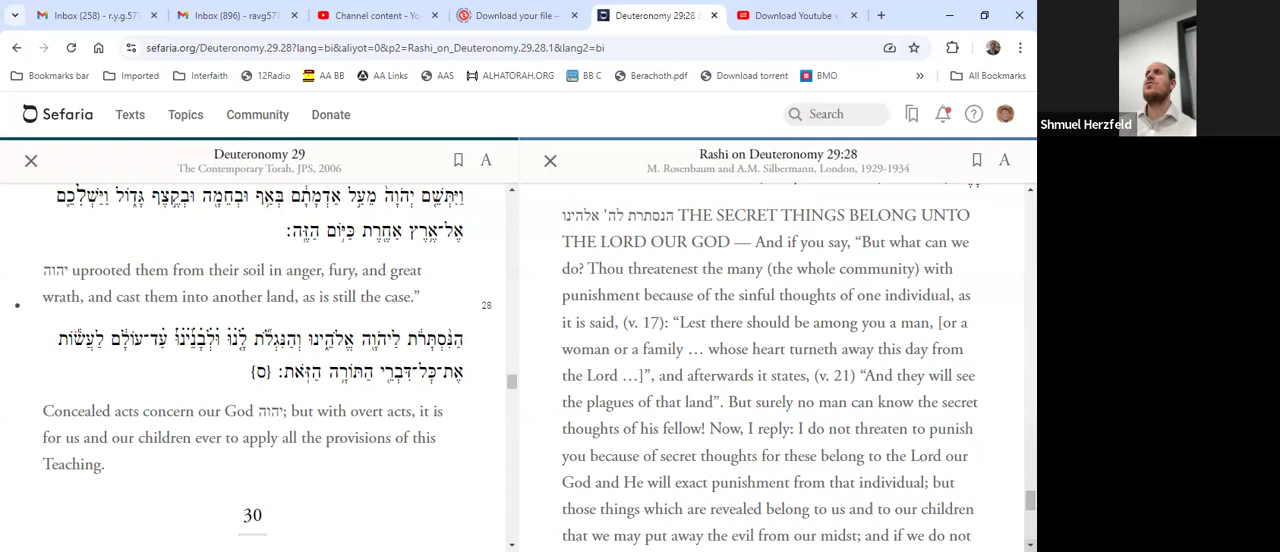 Inbox (258) - r.y.g.57
Inbox (896) - ravg577
Channel content - Yo
Download your file –
Deuteronomy 29:28
Download Youtube v
sefaria.org/Deuteronomy.29.28?lang=bi&aliyot=0&p2=Rashi_on_Deuteronomy.29.28.1&lang2=bi
Bookmarks bar
Imported
Interfaith
12Radio
AA BB
AA Links
AAS
ALHATORAH.ORG
BB C
Berachoth.pdf
Download torrent
BMO
»
All Bookmarks
Sefaria
Texts
Topics
Community
Donate
Search
Deuteronomy 29
The Contemporary Torah, JPS, 2006
A
וַיִּתְּשֵׁ֤ם יְהוָֹה֙ מֵעַ֣ל אַדְמָתָ֔ם בְּאַ֥ף וּבְחֵמָ֖ה וּבְקֶ֣צֶף גָּד֑וֹל וַיַּשְׁלִכֵ֛ם
אֶל־אֶ֥רֶץ אַחֶ֖רֶת כַּיּ֥וֹם הַזֶּֽה׃
יהוה uprooted them from their soil in anger, fury, and great
wrath, and cast them into another land, as is still the case.”
28
הַ֨נִּסְתָּרֹ֔ת לַיהוָֹ֖ה אֱלֹהֵ֑ינוּ וְהַנִּגְלֹ֞ת לָ֤ׄנׄוּׄ וּׄלְׄבָׄנֵ֙ׄיׄנׄוּ֙ׄ עַׄד־עוֹלָ֔ם לַעֲשׂ֕וֹת
אֶת־כׇּל־דִּבְרֵ֖י הַתּוֹרָ֥ה הַזֹּֽאת׃ {ס}
Concealed acts concern our God יהוה; but with overt acts, it is
for us and our children ever to apply all the provisions of this
Teaching.
30
Rashi on Deuteronomy 29:28
M. Rosenbaum and A.M. Silbermann, London, 1929-1934
A
הנסתרת לה' אלהינו THE SECRET THINGS BELONG UNTO
THE LORD OUR GOD — And if you say, “But what can we
do? Thou threatenest the many (the whole community) with
punishment because of the sinful thoughts of one individual, as
it is said, (v. 17): “Lest there should be among you a man, [or a
woman or a family … whose heart turneth away this day from
the Lord …]”, and afterwards it states, (v. 21) “And they will see
the plagues of that land”. But surely no man can know the secret
thoughts of his fellow! Now, I reply: I do not threaten to punish
you because of secret thoughts for these belong to the Lord our
God and He will exact punishment from that individual; but
those things which are revealed belong to us and to our children
that we may put away the evil from our midst; and if we do not
Shmuel Herzfeld